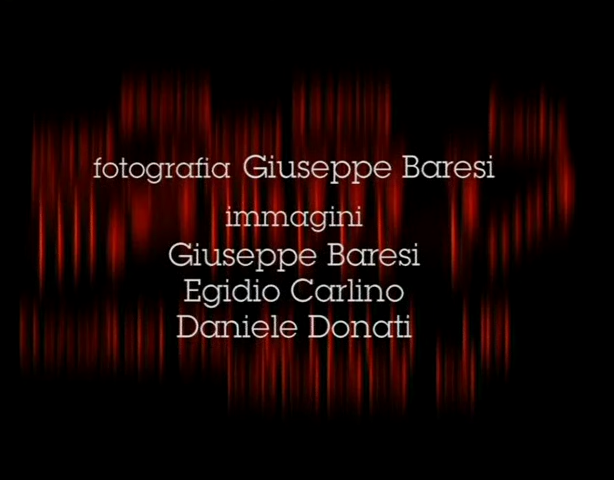 fotografia Giuseppe Baresi
immagini
Giuseppe Baresi
Egidio Carlino
Daniele Donati